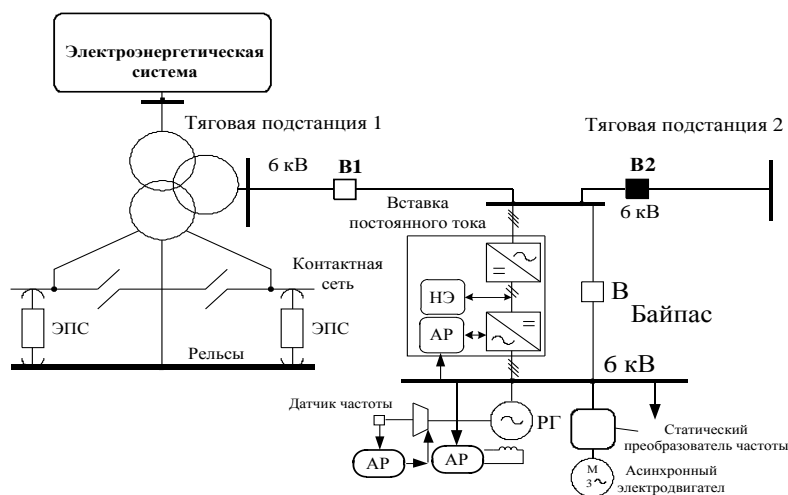 Электроэнергетическая
система
Тяговая подстанция 1
Тяговая подстанция 2
6 кВ
В1
В2
6 кВ
Вставка
постоянного тока
Контактная
сеть
НЭ
АР
В
Байпас
ЭПС
ЭПС
Рельсы
6 кВ
Датчик частоты
РГ
АР
АР
Статический
преобразователь частоты
М
3
Асинхронный
электродвигател